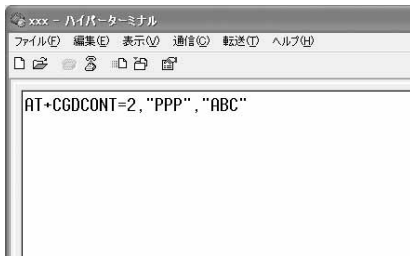 xxx - ハイパーターミナル
ファイル(F) 編集(E) 表示(V) 通信(C) 転送(T) ヘルプ(H)
AT+CGDCONT=2,"PPP","ABC"